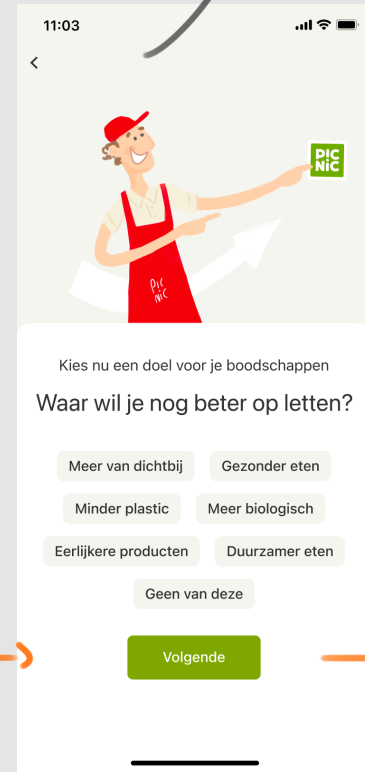 11:03
PIC
NIC
PIC
NIC
Kies nu een doel voor je boodschappen
Waar wil je nog beter op letten?
Meer van dichtbij Gezonder eten
Minder plastic Meer biologisch
Eerlijkere producten Duurzamer eten
Geen van deze
Volgende